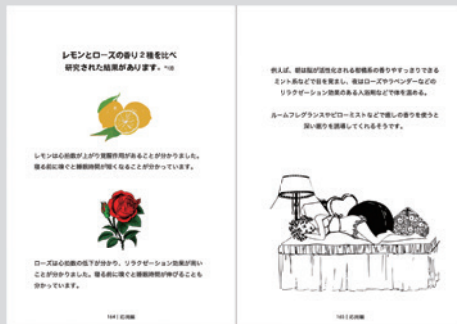 レモンとローズの香り２種を比べ
研究された結果があります。
レモンは心拍数が上がり覚醒作用があることが分かりました。
寝る前に嗅ぐと睡眠時間が短くなることが分かっています。
ローズは心拍数の低下が分かり、リラクゼーション効果が高い
ことが分かりました。寝る前に嗅ぐと睡眠時間が伸びることも
分かっています。
164 | 応用編
例えば、朝は脳が活性化される柑橘系の香りやすっきりできる
ミント系などで目を覚まし、夜はローズやラベンダーなどの
リラクゼーション効果のある入浴剤などで体を温める。
ルームフレグランスやピローミストなどで癒しの香りを使うと
深い眠りを誘導してくれるそうです。
165 | 応用編